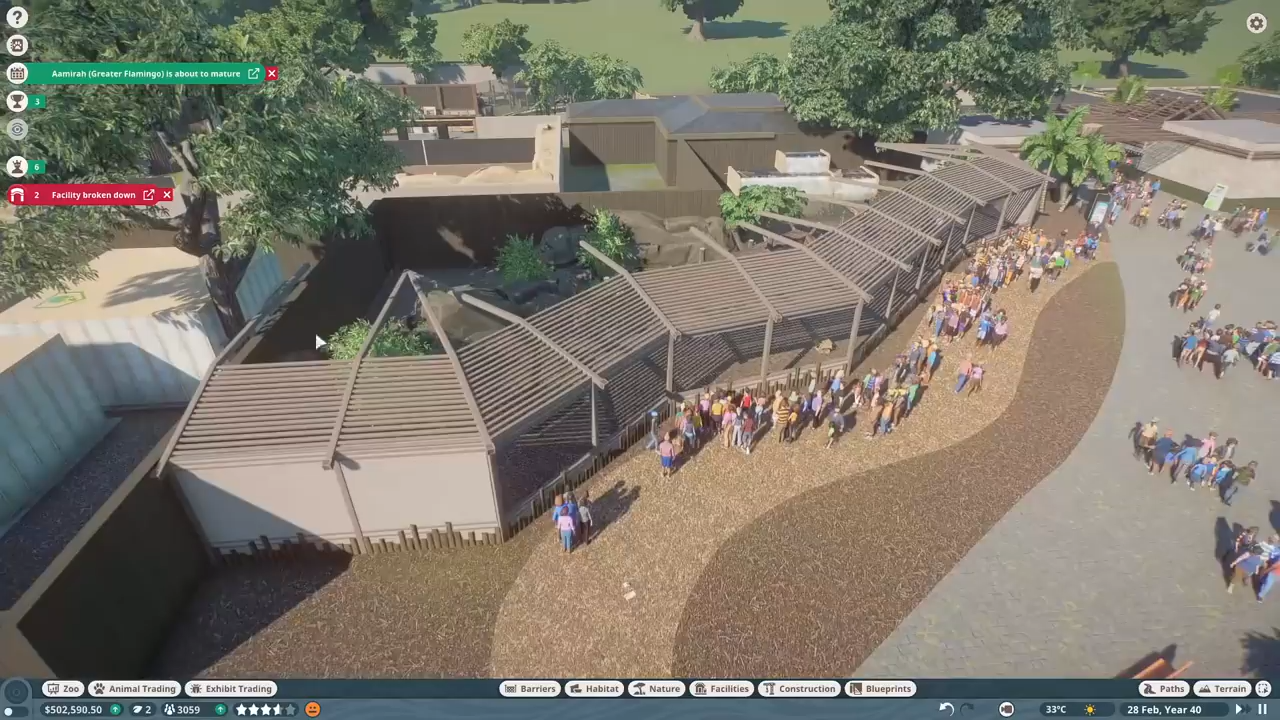 ?
Aamirah (Greater Flamingo) is about to mature
3
6
2 Facility broken down
Zoo
Animal Trading
Exhibit Trading
Barriers
Habitat
Nature
Facilities
Construction
Blueprints
Paths
Terrain
$502,590.50
2
3059
33°C
28 Feb, Year 40